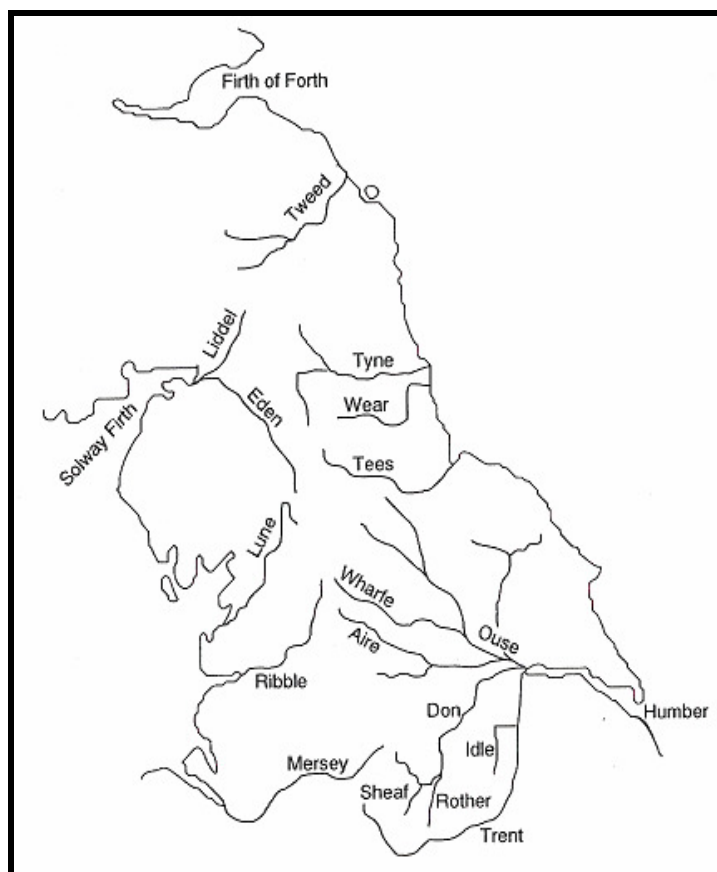 Firth of Forth
Tweed
Liddel
Tyne
Eden
Wear
Solway Firth
Tees
Lune
Wharfe
Ouse
Aire
Ribble
Don
Humber
Idle
Mersey
Sheaf
Rother
Trent